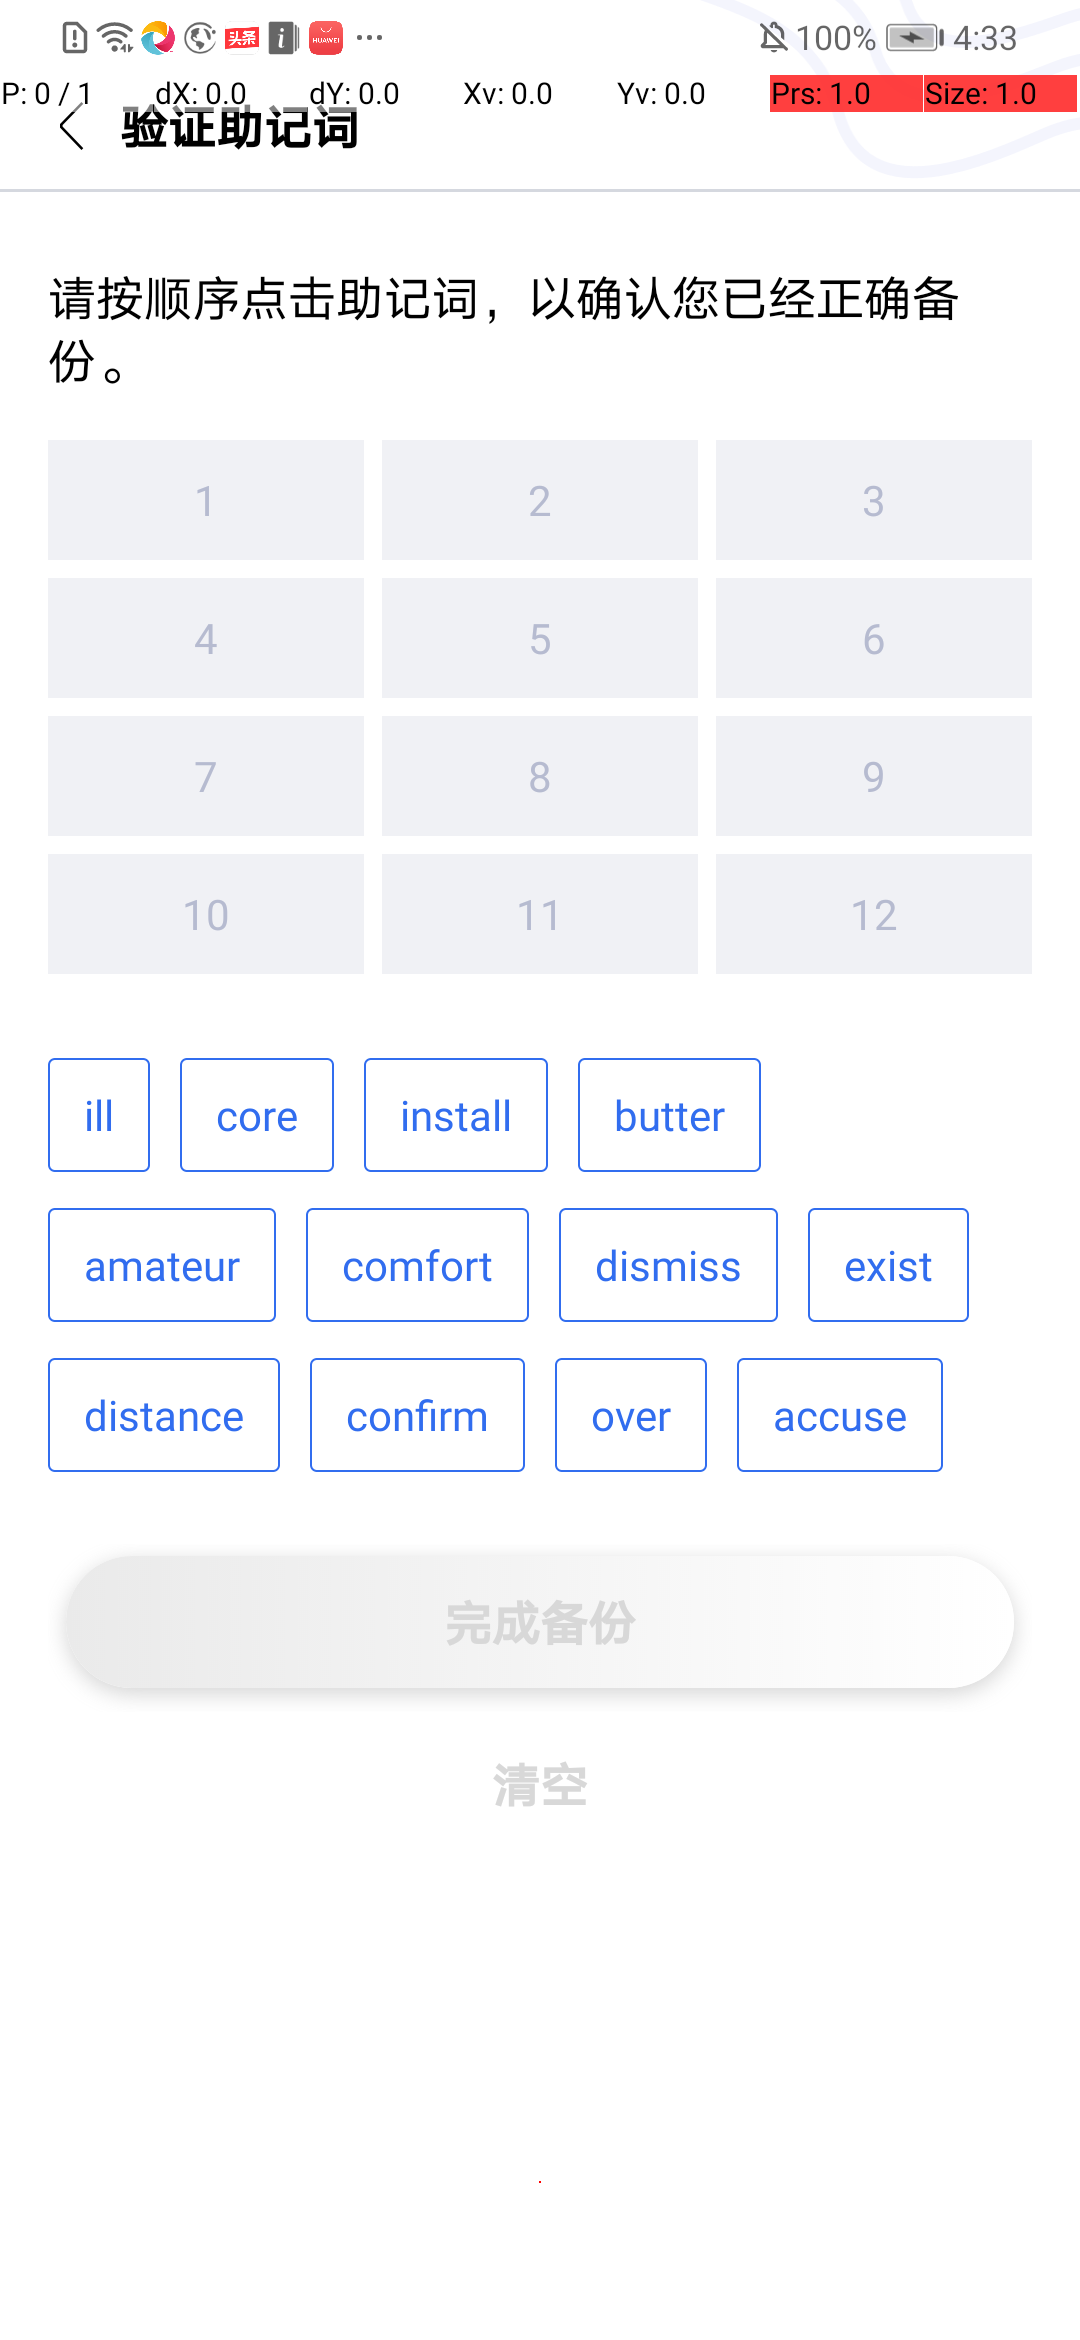 100% 4:33
P: 0 / 1 dX: 0.0 dY: 0.0 Xv: 0.0 Yv: 0.0 Prs: 1.0 Size: 1.0
验证助记词
请按顺序点击助记词，以确认您已经正确备
份。
1 2 3
4 5 6
7 8 9
10 11 12
ill core install butter
amateur comfort dismiss exist
distance confirm over accuse
完成备份
清空